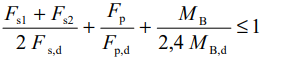 (F_s1 + F_s2) / (2 F_s,d) + F_p / F_p,d + M_B / (2,4 M_B,d) ≤ 1